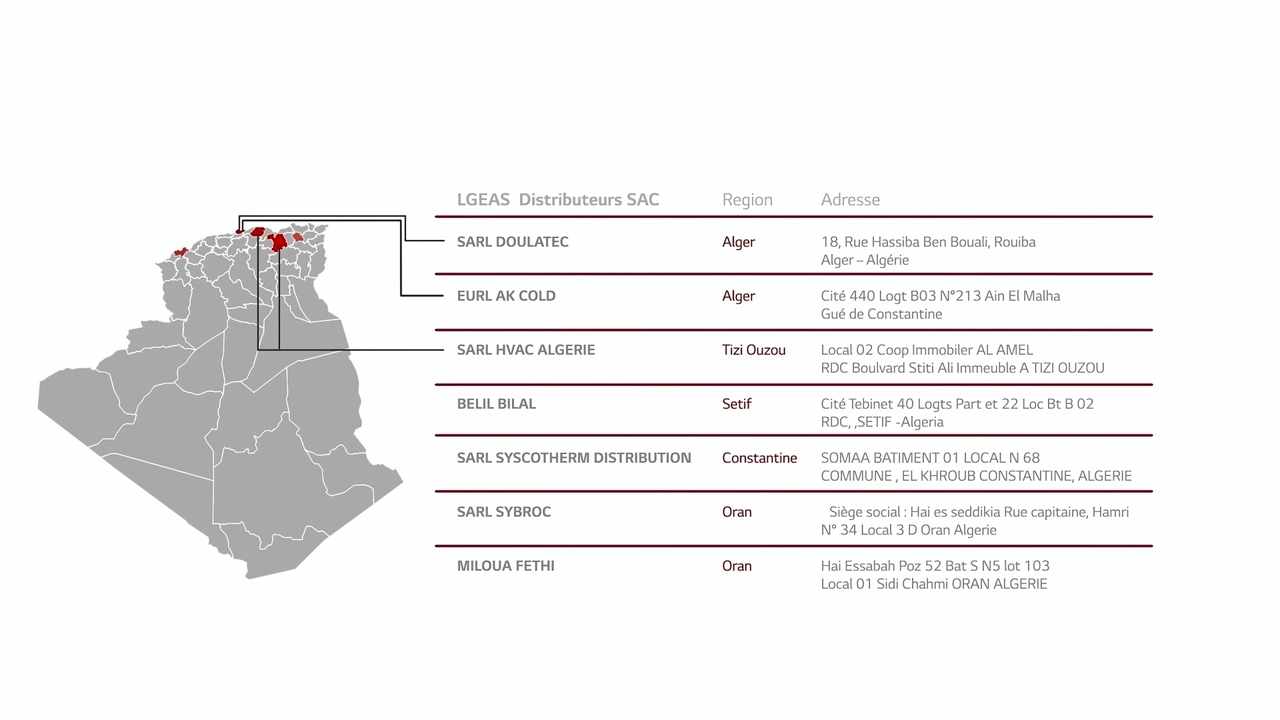 LGEAS Distributeurs SAC Region Adresse
SARL DOULATEC Alger 18, Rue Hassiba Ben Bouali, Rouiba
Alger – Algérie
EURL AK COLD Alger Cité 440 Logt B03 N°213 Ain El Malha
Gué de Constantine
SARL HVAC ALGERIE Tizi Ouzou Local 02 Coop Immobiler AL AMEL
RDC Boulvard Stiti Ali Immeuble A TIZI OUZOU
BELIL BILAL Setif Cité Tebinet 40 Logts Part et 22 Loc Bt B 02
RDC, ,SETIF -Algeria
SARL SYSCOTHERM DISTRIBUTION Constantine SOMAA BATIMENT 01 LOCAL N 68
COMMUNE , EL KHROUB CONSTANTINE, ALGERIE
SARL SYBROC Oran Siège social : Hai es seddikia Rue capitaine, Hamri
N° 34 Local 3 D Oran Algerie
MILOUA FETHI Oran Hai Essabah Poz 52 Bat S N5 lot 103
Local 01 Sidi Chahmi ORAN ALGERIE